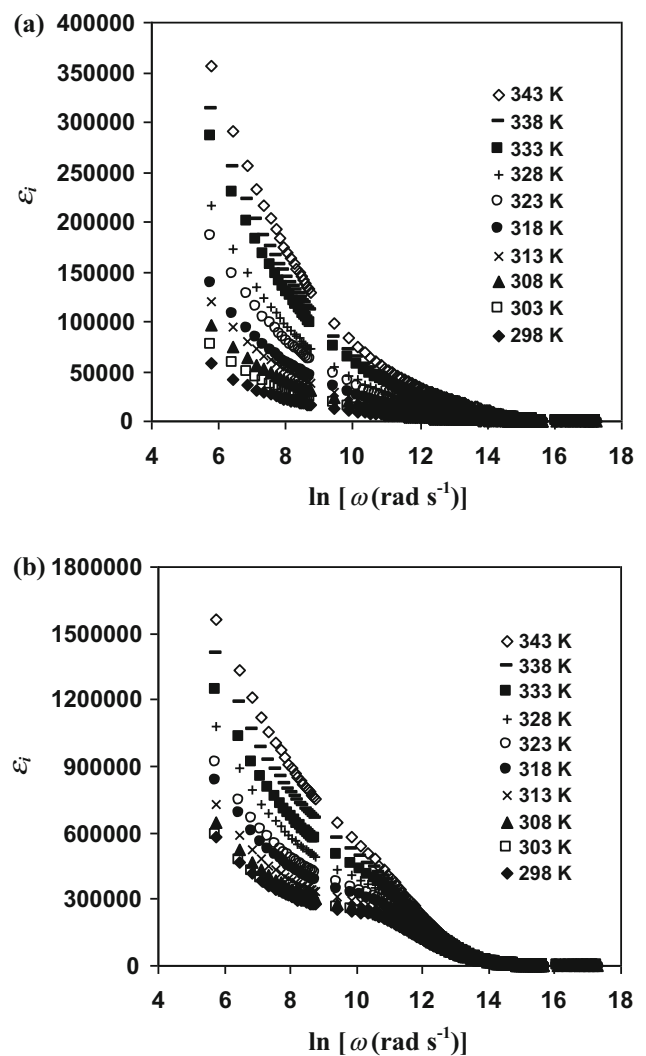 (a)
400000
350000
300000
250000
200000
150000
100000
50000
0
εi
343 K
338 K
333 K
328 K
323 K
318 K
313 K
308 K
303 K
298 K
4 6 8 10 12 14 16 18
ln [ ω (rad s-1)]
(b)
1800000
1500000
1200000
900000
600000
300000
0
εi
343 K
338 K
333 K
328 K
323 K
318 K
313 K
308 K
303 K
298 K
4 6 8 10 12 14 16 18
ln [ ω (rad s-1)]